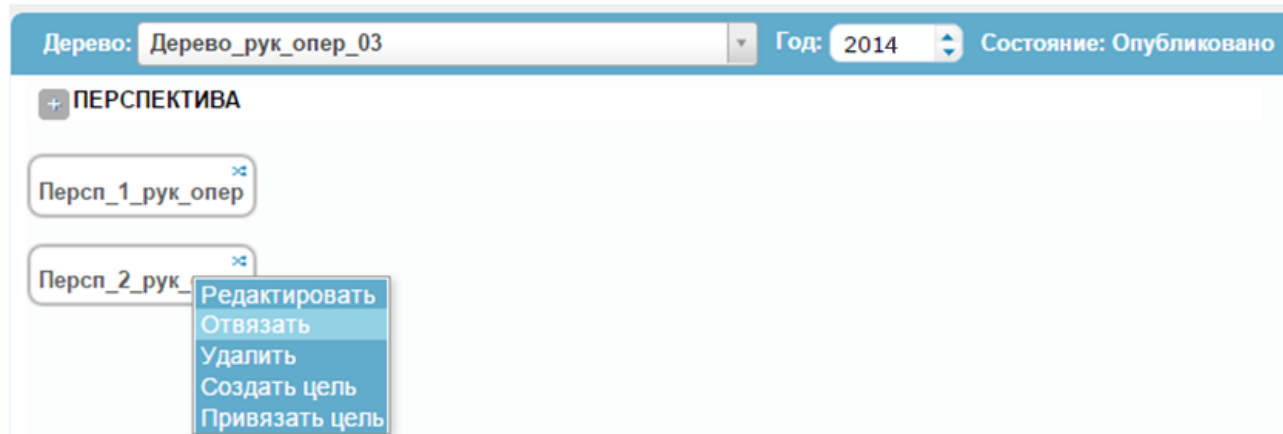 Дерево: Дерево_рук_опер_03 Год: 2014 Состояние: Опубликовано
ПЕРСПЕКТИВА
Персп_1_рук_опер
Персп_2_рук_
Редактировать
Отвязать
Удалить
Создать цель
Привязать цель